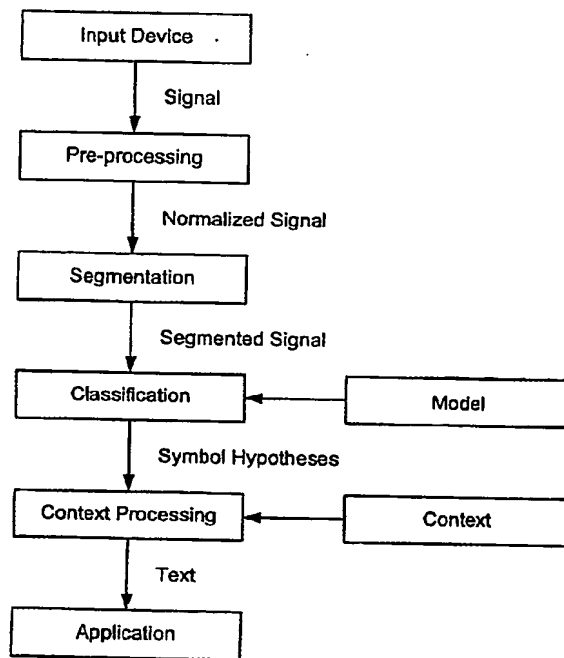 Input Device
Signal
Pre-processing
Normalized Signal
Segmentation
Segmented Signal
Classification
Model
Symbol Hypotheses
Context Processing
Context
Text
Application